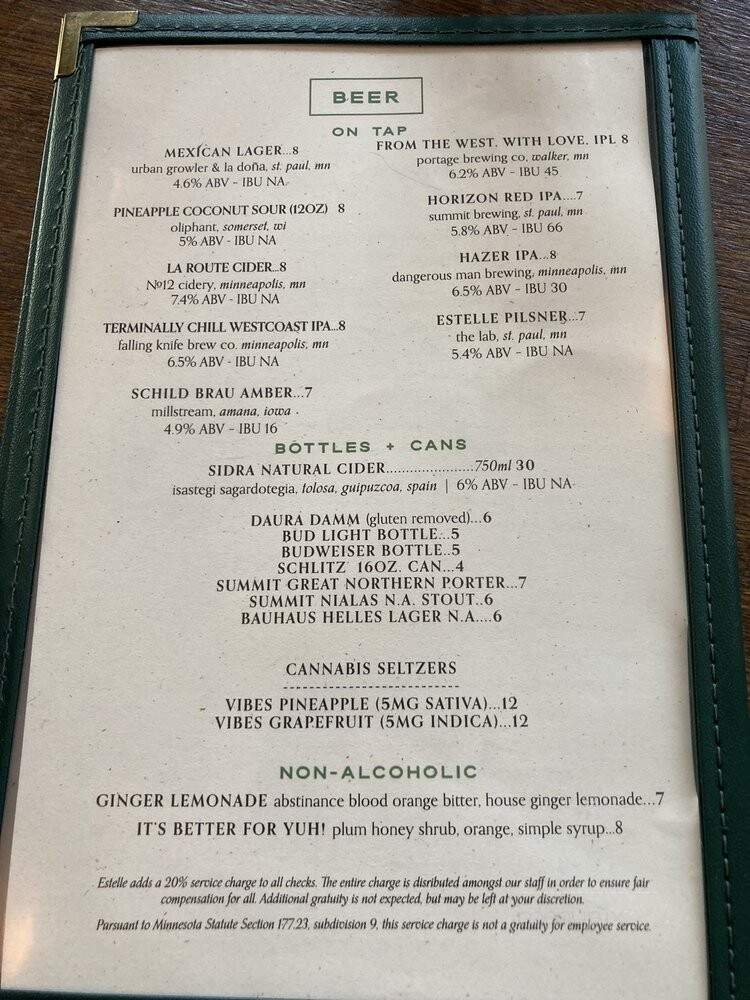 BEER
ON TAP
MEXICAN LAGER...8
urban growler & la doña, st. paul, mn
4.6% ABV - IBU NA
PINEAPPLE COCONUT SOUR (12OZ) 8
oliphant, somerset, wi
5% ABV - IBU NA
LA ROUTE CIDER...8
Nº12 cidery, minneapolis, mn
7.4% ABV - IBU NA
TERMINALLY CHILL WESTCOAST IPA...8
falling knife brew co. minneapolis, mn
6.5% ABV - IBU NA
SCHILD BRAU AMBER...7
millstream, amana, iowa
4.9% ABV - IBU 16
FROM THE WEST, WITH LOVE, IPL 8
portage brewing co, walker, mn
6.2% ABV - IBU 45
HORIZON RED IPA....7
summit brewing, st. paul, mn
5.8% ABV - IBU 66
HAZER IPA...8
dangerous man brewing, minneapolis, mn
6.5% ABV - IBU 30
ESTELLE PILSNER...7
the lab, st. paul, mn
5.4% ABV - IBU NA
BOTTLES + CANS
SIDRA NATURAL CIDER......................750ml 30
isastegi sagardotegia, tolosa, guipuzcoa, spain | 6% ABV - IBU NA
DAURA DAMM (gluten removed)...6
BUD LIGHT BOTTLE...5
BUDWEISER BOTTLE..5
SCHLITZ 16OZ. CAN...4
SUMMIT GREAT NORTHERN PORTER...7
SUMMIT NIALAS N.A. STOUT..6
BAUHAUS HELLES LAGER N.A....6
CANNABIS SELTZERS
--------------------------
VIBES PINEAPPLE (5MG SATIVA)...12
VIBES GRAPEFRUIT (5MG INDICA)...12
NON-ALCOHOLIC
GINGER LEMONADE abstinance blood orange bitter, house ginger lemonade...7
IT'S BETTER FOR YUH! plum honey shrub, orange, simple syrup...8
Estelle adds a 20% service charge to all checks. The entire charge is disributed amongst our staff in order to ensure fair
compensation for all. Additional gratuity is not expected, but may be left at your discretion.
Pursuant to Minnesota Statute Section 177.23, subdivision 9, this service charge is not a gratuity for employee service.